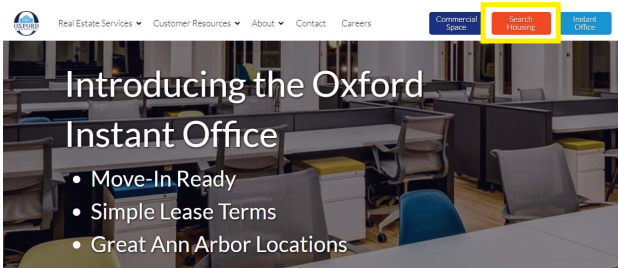 OXFORD
Real Estate Services Customer Resources About Contact Careers
Commercial Space
Search Housing
Instant Office
Introducing the Oxford
Instant Office
• Move-In Ready
• Simple Lease Terms
• Great Ann Arbor Locations